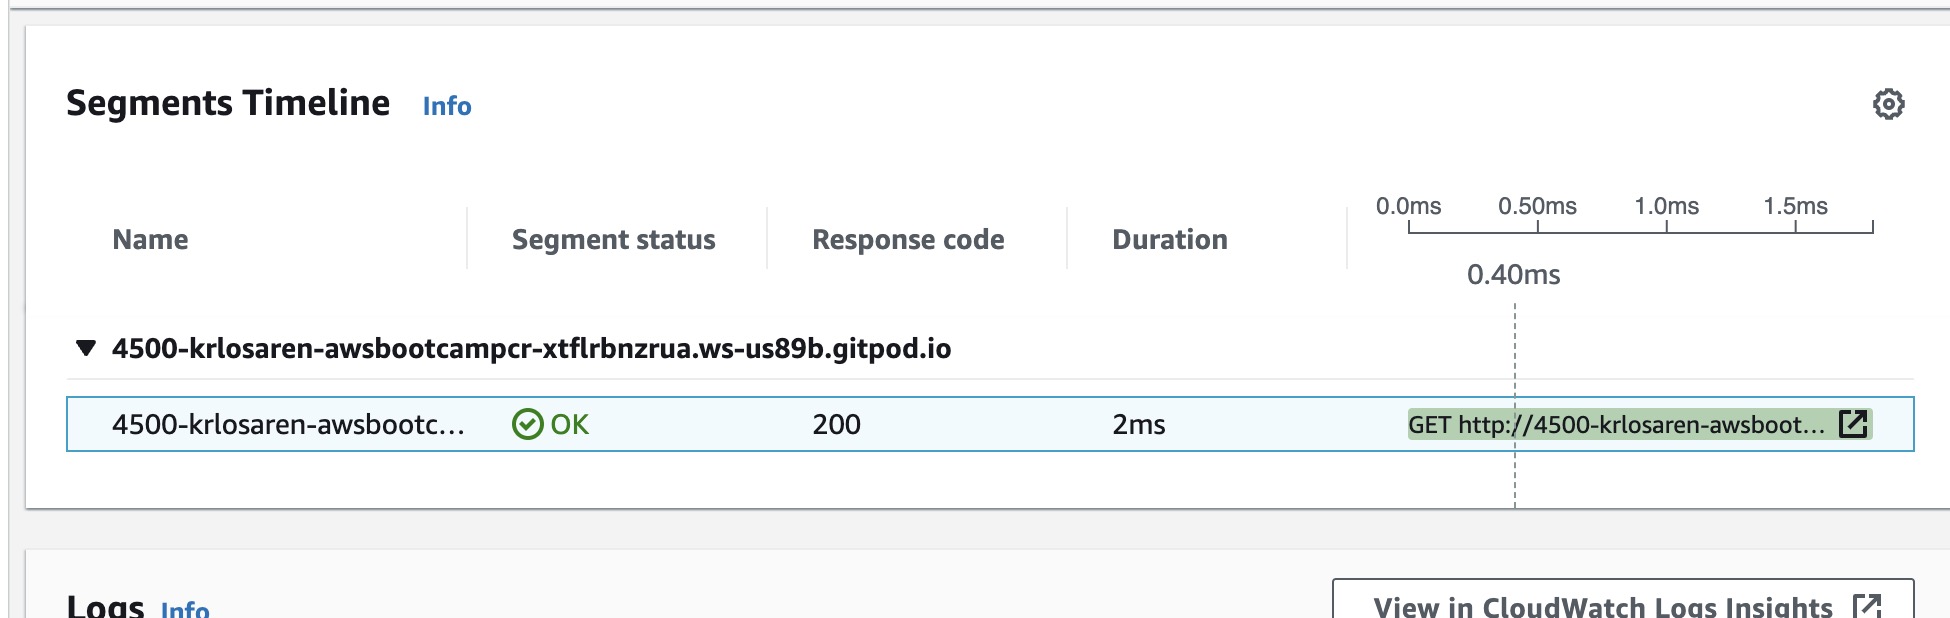 Segments Timeline Info
0.0ms 0.50ms 1.0ms 1.5ms
Name Segment status Response code Duration
0.40ms
4500-krlosaren-awsbootcampcr-xtflrbnzrua.ws-us89b.gitpod.io
4500-krlosaren-awsbootc... OK 200 2ms GET http://4500-krlosaren-awsboot...
Logs Info View in CloudWatch Logs Insights